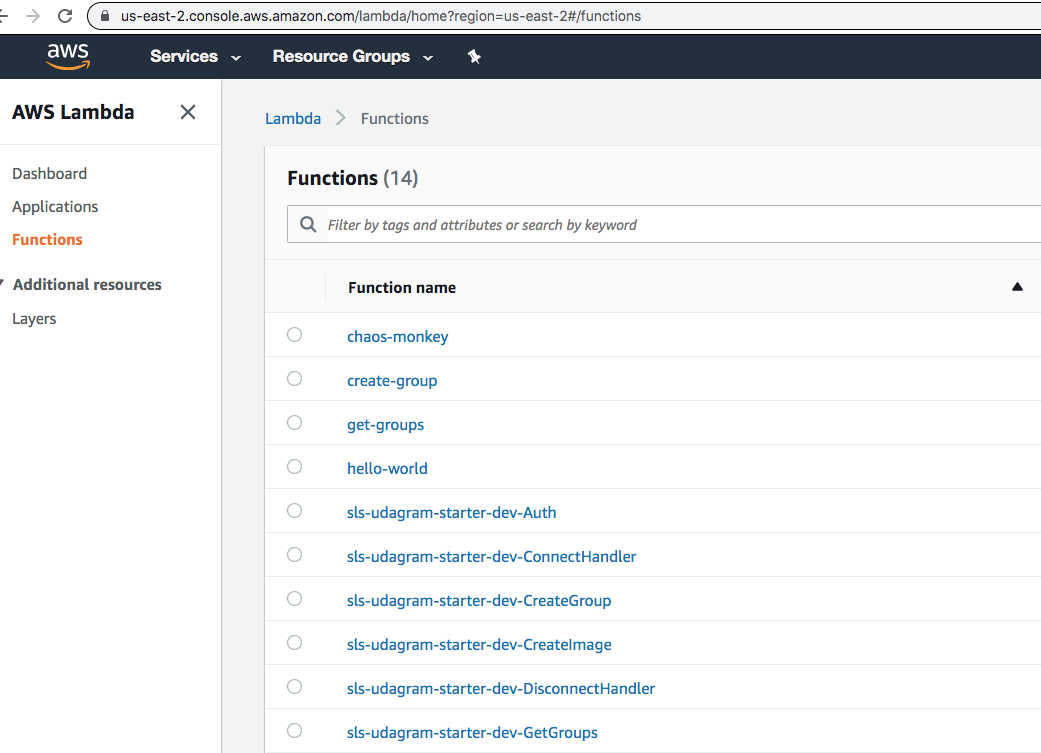 us-east-2.console.aws.amazon.com/lambda/home?region=us-east-2#/functions
aws Services Resource Groups
AWS Lambda
Dashboard
Applications
Functions
Additional resources
Layers
Lambda > Functions
Functions (14)
Filter by tags and attributes or search by keyword
Function name
chaos-monkey
create-group
get-groups
hello-world
sls-udagram-starter-dev-Auth
sls-udagram-starter-dev-ConnectHandler
sls-udagram-starter-dev-CreateGroup
sls-udagram-starter-dev-CreateImage
sls-udagram-starter-dev-DisconnectHandler
sls-udagram-starter-dev-GetGroups